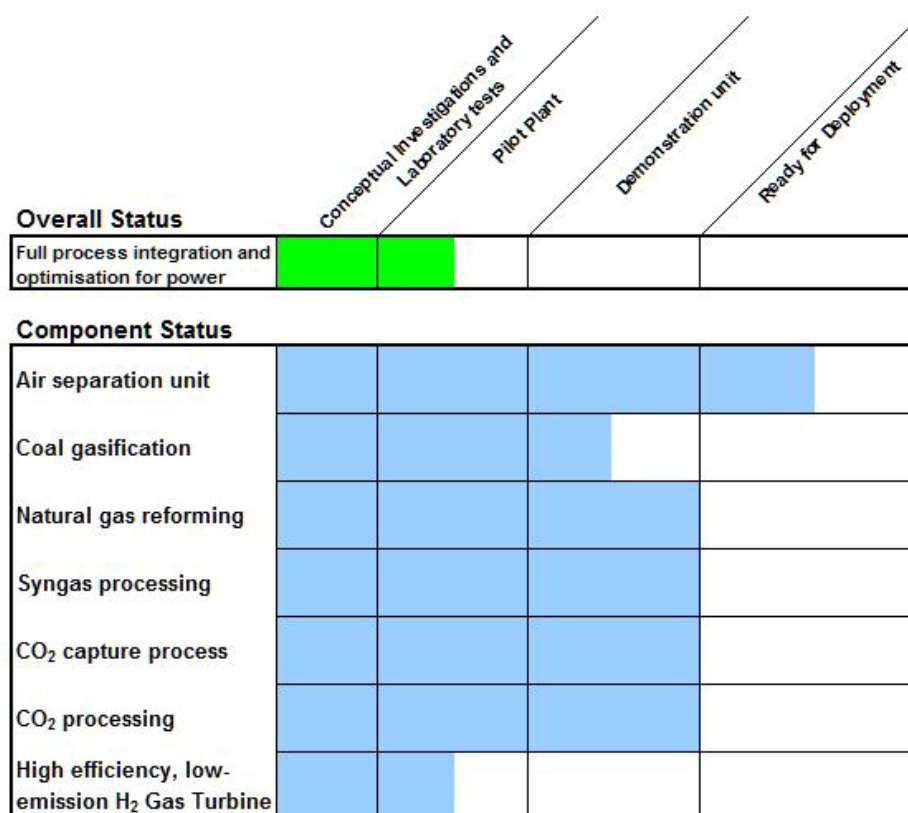 Conceptual Investigations and
Laboratory tests
Pilot Plant
Demonstration unit
Ready for Deployment
Overall Status
Full process integration and
optimisation for power
Component Status
Air separation unit
Coal gasification
Natural gas reforming
Syngas processing
CO₂ capture process
CO₂ processing
High efficiency, low-
emission H₂ Gas Turbine